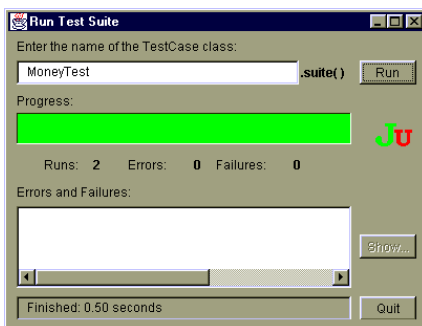 Run Test Suite
Enter the name of the TestCase class:
MoneyTest .suite() Run
Progress:
JU
Runs: 2 Errors: 0 Failures: 0
Errors and Failures:
Show...
Finished: 0.50 seconds Quit